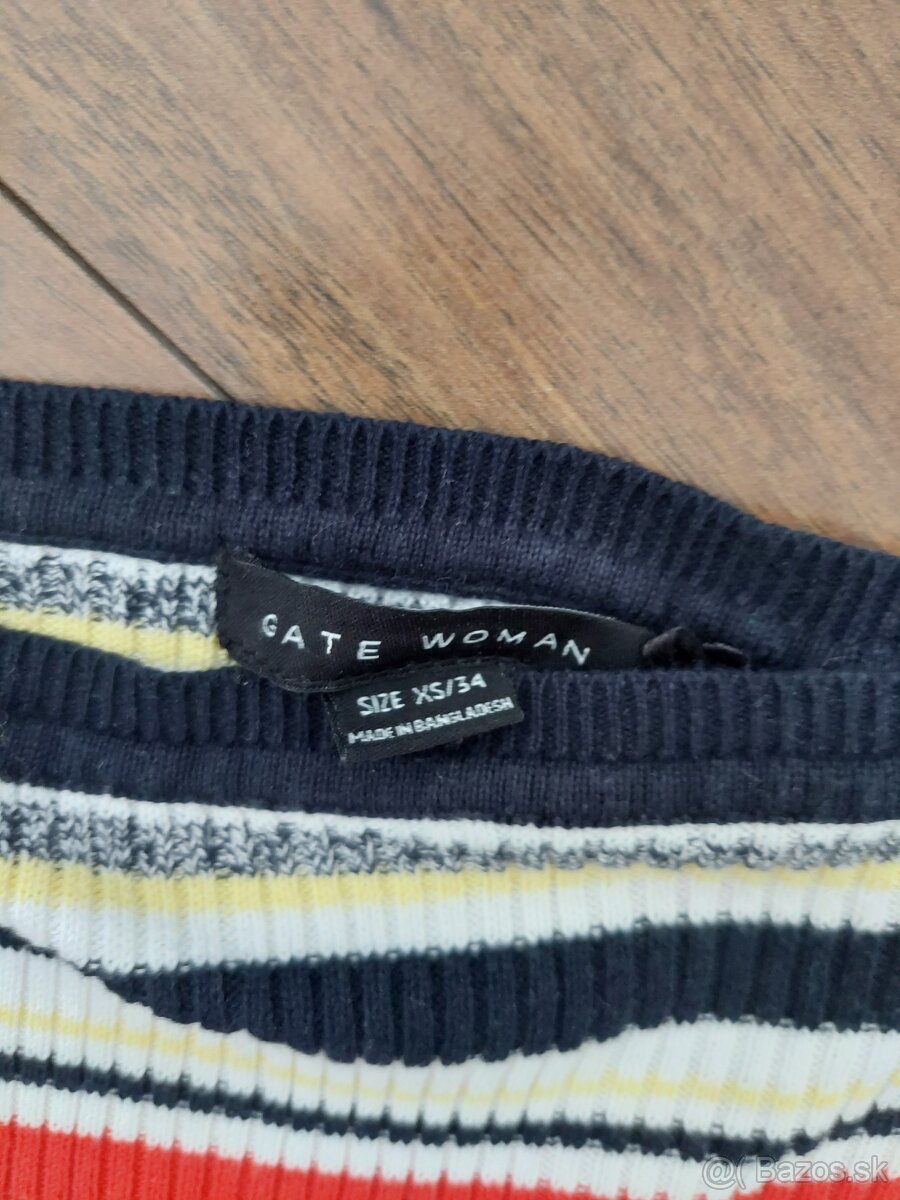 GATE WOMAN
SIZE XS/34
MADE IN BANGLADESH
@( Bazos.sk